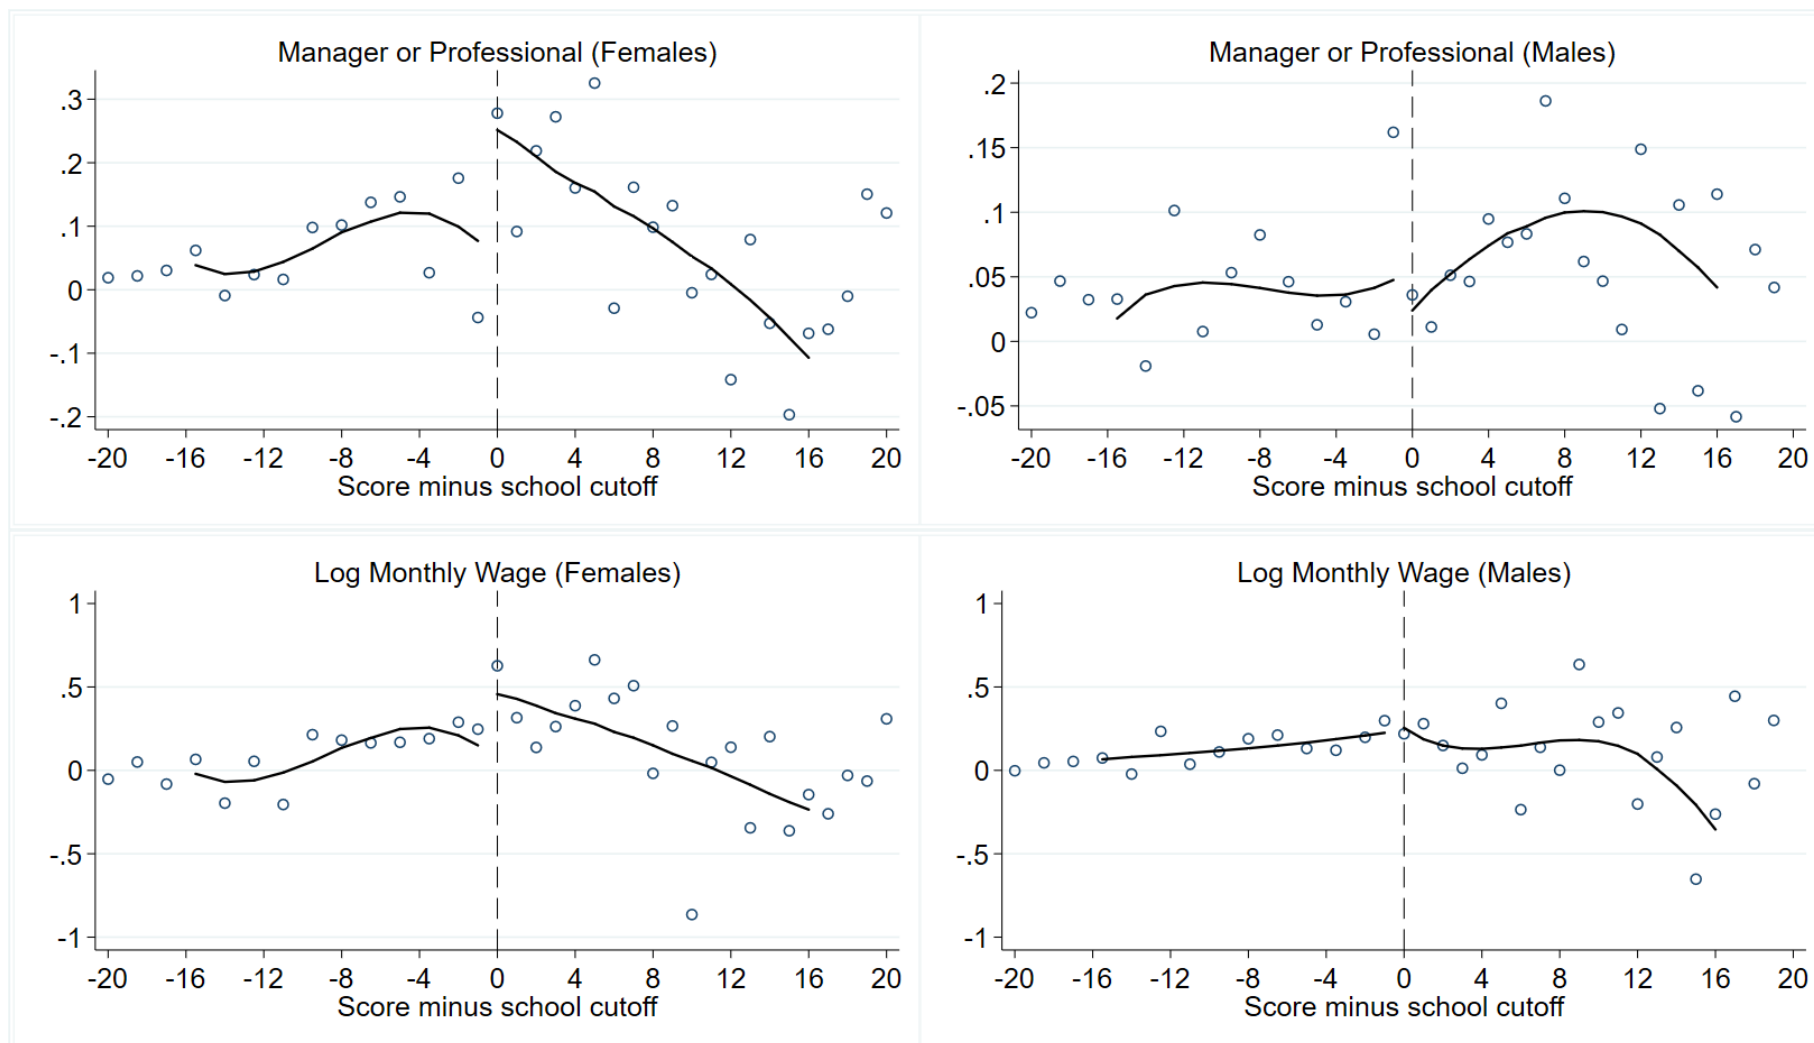 Manager or Professional (Females)
.3
.2
.1
0
-.1
-.2
-20 -16 -12 -8 -4 0 4 8 12 16 20
Score minus school cutoff
Manager or Professional (Males)
.2
.15
.1
.05
0
-.05
-20 -16 -12 -8 -4 0 4 8 12 16 20
Score minus school cutoff
Log Monthly Wage (Females)
1
.5
0
-.5
-1
-20 -16 -12 -8 -4 0 4 8 12 16 20
Score minus school cutoff
Log Monthly Wage (Males)
1
.5
0
-.5
-1
-20 -16 -12 -8 -4 0 4 8 12 16 20
Score minus school cutoff